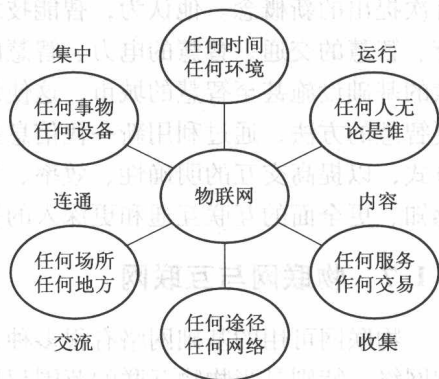 任何时间
任何环境
集中
运行
任何事物
任何设备
任何人无
论是谁
物联网
连通
内容
任何场所
任何地方
任何服务
作何交易
任何途径
任何网络
交流
收集